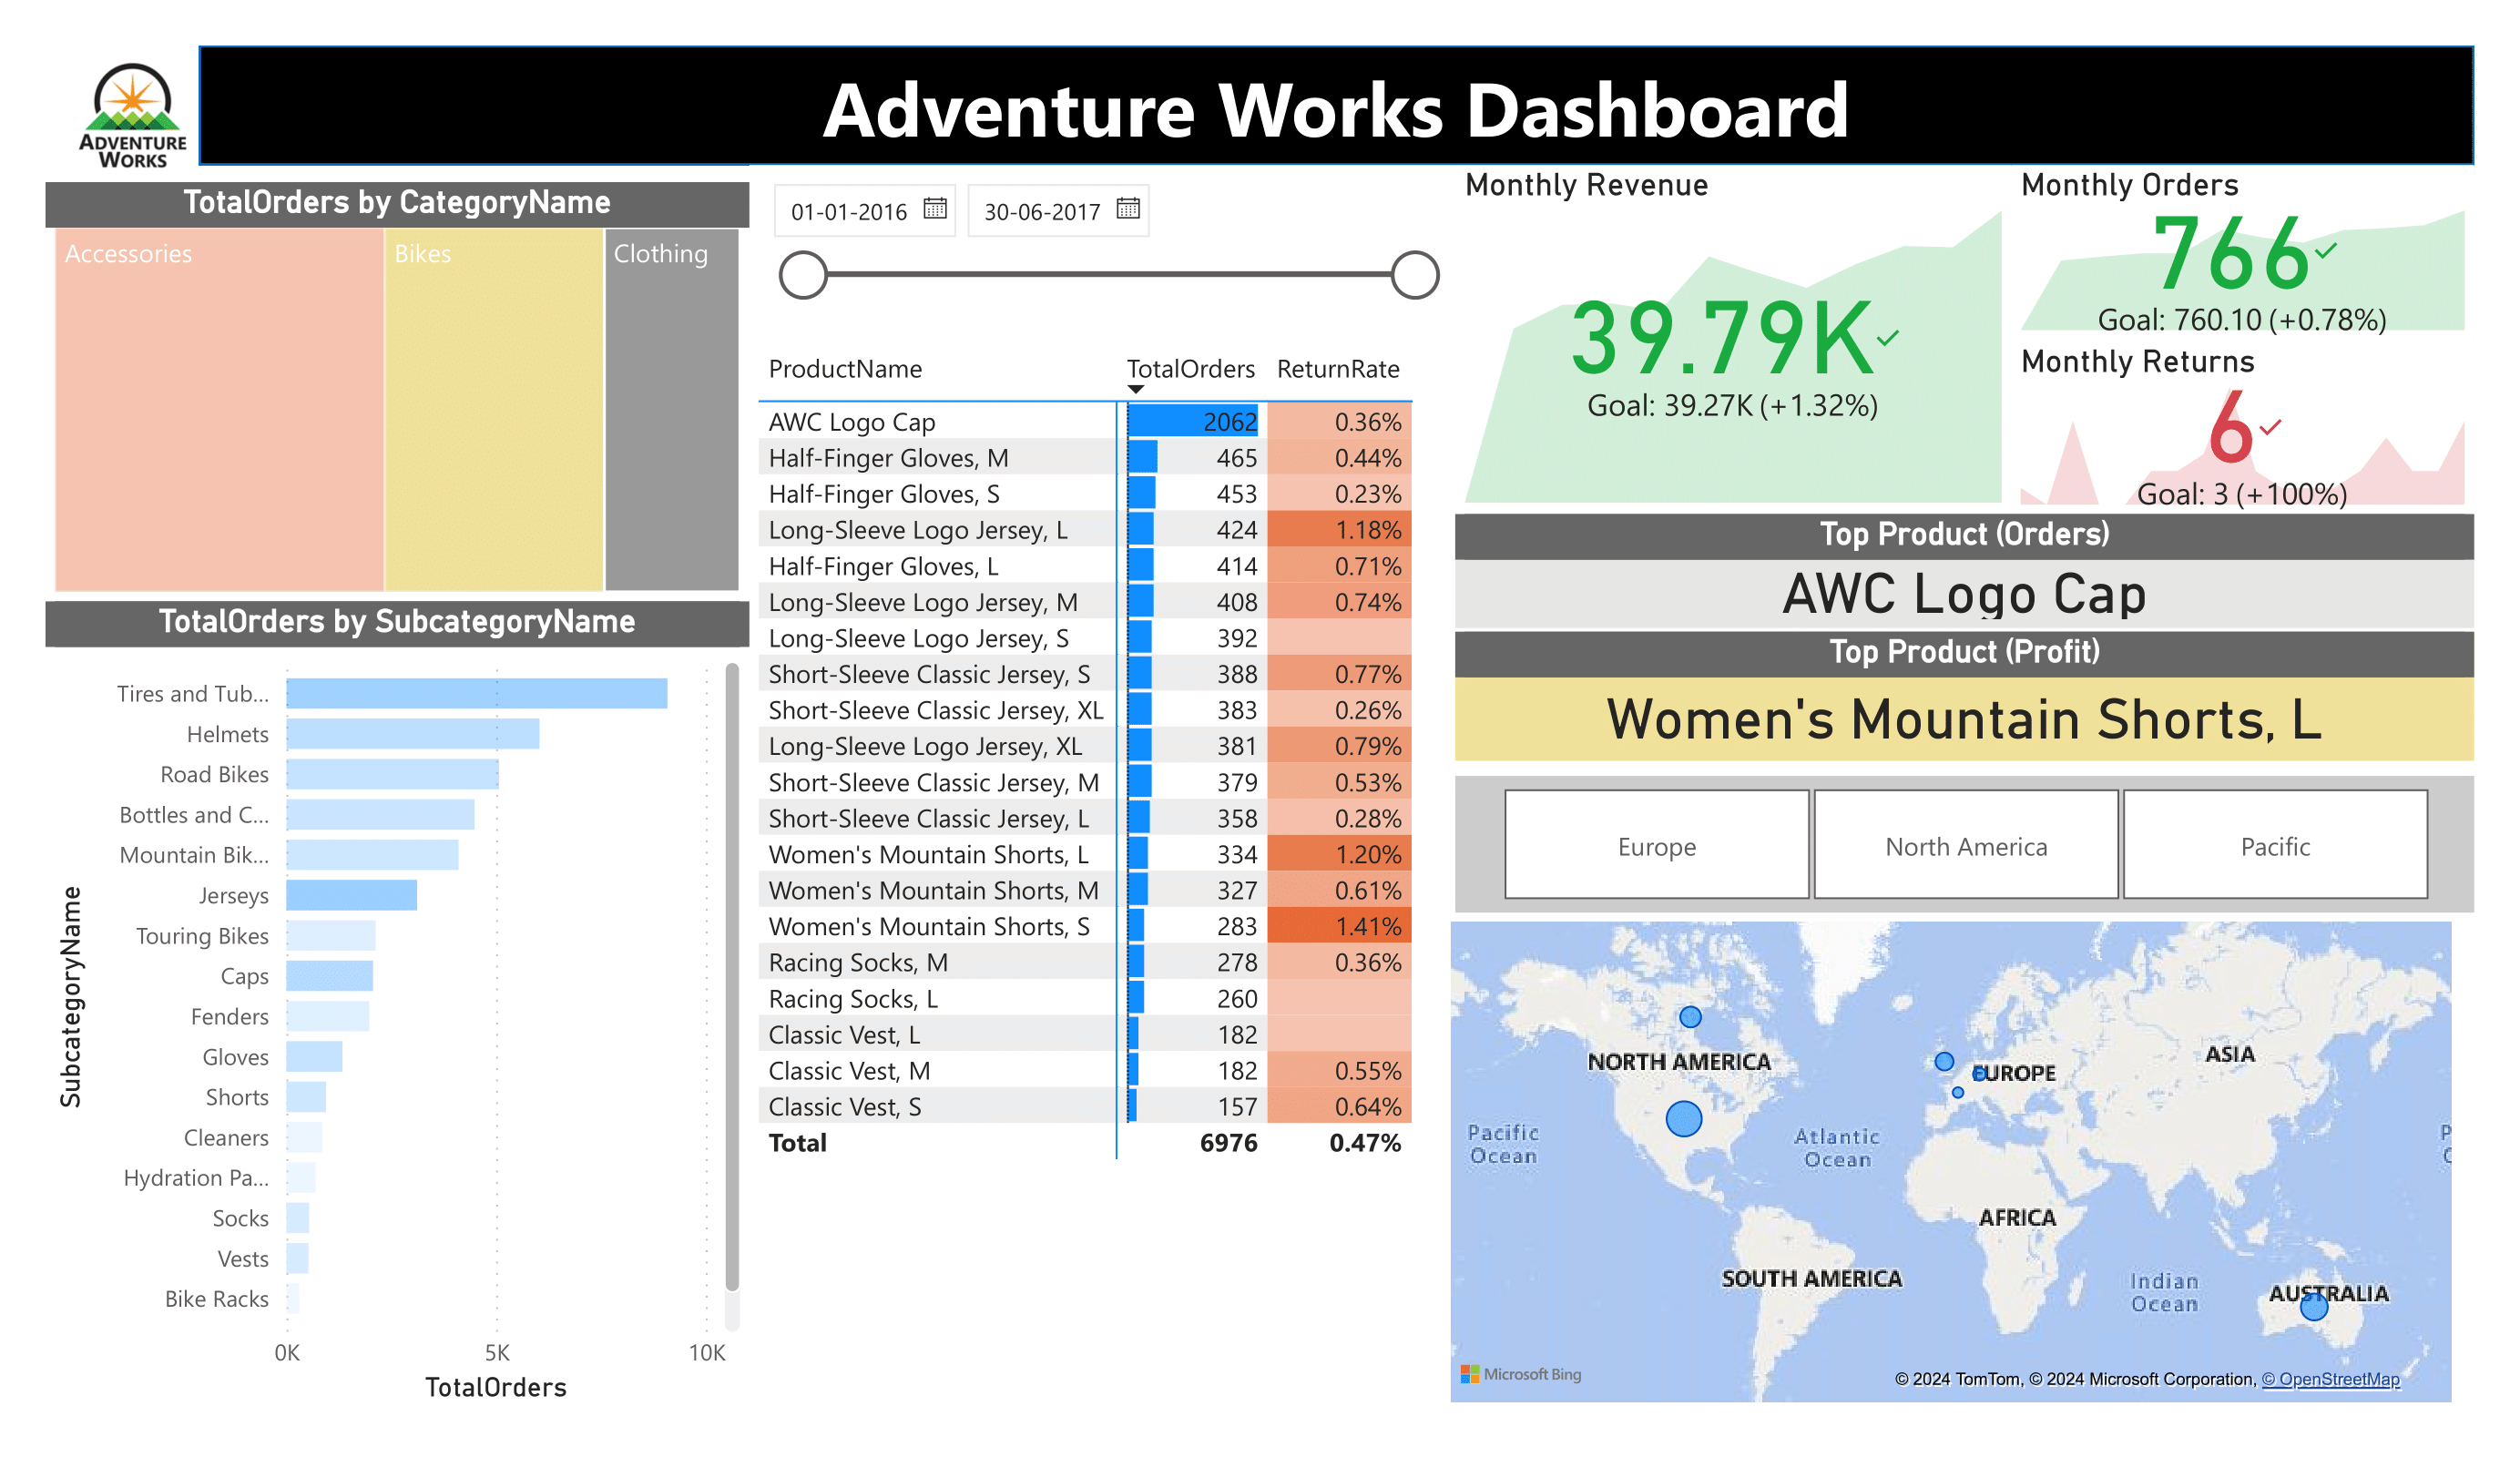 ADVENTURE
WORKS
Adventure Works Dashboard
TotalOrders by CategoryName
Accessories
Bikes
Clothing
TotalOrders by SubcategoryName
SubcategoryName
Tires and Tub...
Helmets
Road Bikes
Bottles and C...
Mountain Bik...
Jerseys
Touring Bikes
Caps
Fenders
Gloves
Shorts
Cleaners
Hydration Pa...
Socks
Vests
Bike Racks
0K 5K 10K
TotalOrders
01-01-2016 30-06-2017
ProductName TotalOrders ReturnRate
AWC Logo Cap 2062 0.36%
Half-Finger Gloves, M 465 0.44%
Half-Finger Gloves, S 453 0.23%
Long-Sleeve Logo Jersey, L 424 1.18%
Half-Finger Gloves, L 414 0.71%
Long-Sleeve Logo Jersey, M 408 0.74%
Long-Sleeve Logo Jersey, S 392
Short-Sleeve Classic Jersey, S 388 0.77%
Short-Sleeve Classic Jersey, XL 383 0.26%
Long-Sleeve Logo Jersey, XL 381 0.79%
Short-Sleeve Classic Jersey, M 379 0.53%
Short-Sleeve Classic Jersey, L 358 0.28%
Women's Mountain Shorts, L 334 1.20%
Women's Mountain Shorts, M 327 0.61%
Women's Mountain Shorts, S 283 1.41%
Racing Socks, M 278 0.36%
Racing Socks, L 260
Classic Vest, L 182
Classic Vest, M 182 0.55%
Classic Vest, S 157 0.64%
Total 6976 0.47%
Monthly Revenue
39.79K
Goal: 39.27K (+1.32%)
Monthly Orders
766
Goal: 760.10 (+0.78%)
Monthly Returns
6
Goal: 3 (+100%)
Top Product (Orders)
AWC Logo Cap
Top Product (Profit)
Women's Mountain Shorts, L
Europe
North America
Pacific
NORTH AMERICA
EUROPE
ASIA
Pacific
Ocean
Atlantic
Ocean
AFRICA
SOUTH AMERICA
Indian
Ocean
AUSTRALIA
Microsoft Bing
© 2024 TomTom, © 2024 Microsoft Corporation, © OpenStreetMap